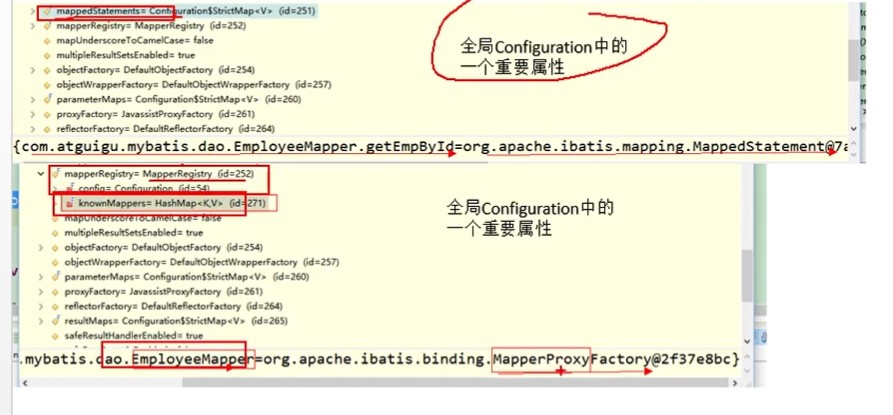 mappedStatements= Configuration$StrictMap<V> (id=251)
mapperRegistry= MapperRegistry (id=252)
mapUnderscoreToCamelCase= false
multipleResultSetsEnabled= true
objectFactory= DefaultObjectFactory (id=254)
objectWrapperFactory= DefaultObjectWrapperFactory (id=257)
parameterMaps= Configuration$StrictMap<V> (id=260)
proxyFactory= JavassistProxyFactory (id=261)
reflectorFactory= DefaultReflectorFactory (id=264)
全局Configuration中的
一个重要属性
{com.atguigu.mybatis.dao.EmployeeMapper.getEmpById=org.apache.ibatis.mapping.MappedStatement@7a
mapperRegistry= MapperRegistry (id=252)
config= Configuration (id=54)
knownMappers= HashMap<K,V> (id=271)
mapUnderscoreToCamelCase= false
multipleResultSetsEnabled= true
objectFactory= DefaultObjectFactory (id=254)
objectWrapperFactory= DefaultObjectWrapperFactory (id=257)
parameterMaps= Configuration$StrictMap<V> (id=260)
proxyFactory= JavassistProxyFactory (id=261)
reflectorFactory= DefaultReflectorFactory (id=264)
resultMaps= Configuration$StrictMap<V> (id=265)
safeResultHandlerEnabled= true
全局Configuration中的
一个重要属性
.mybatis.dao.EmployeeMapper=org.apache.ibatis.binding.MapperProxyFactory@2f37e8bc}